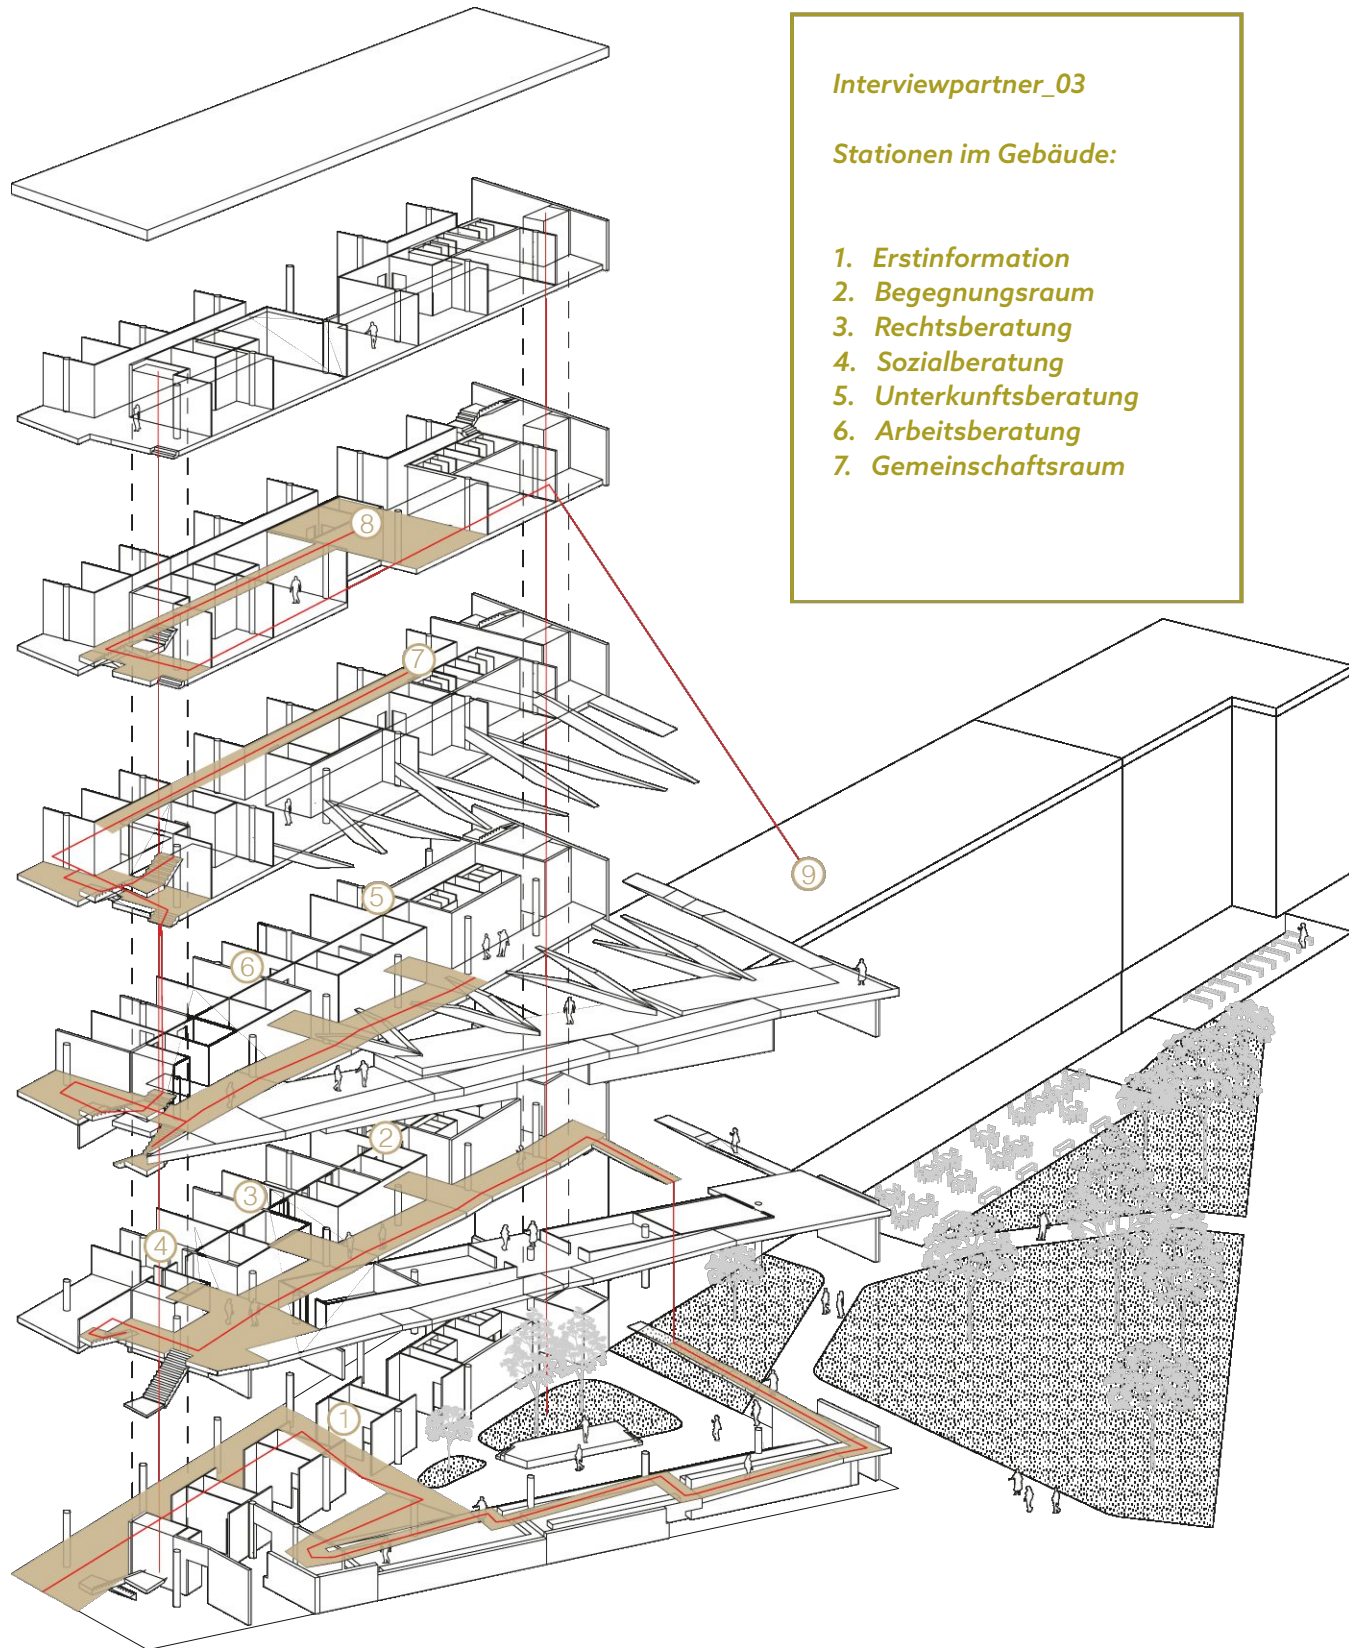 Interviewpartner_03
Stationen im Gebäude:
1. Erstinformation
2. Begegnungsraum
3. Rechtsberatung
4. Sozialberatung
5. Unterkunftsberatung
6. Arbeitsberatung
7. Gemeinschaftsraum
8
7
9
5
6
2
3
4
1